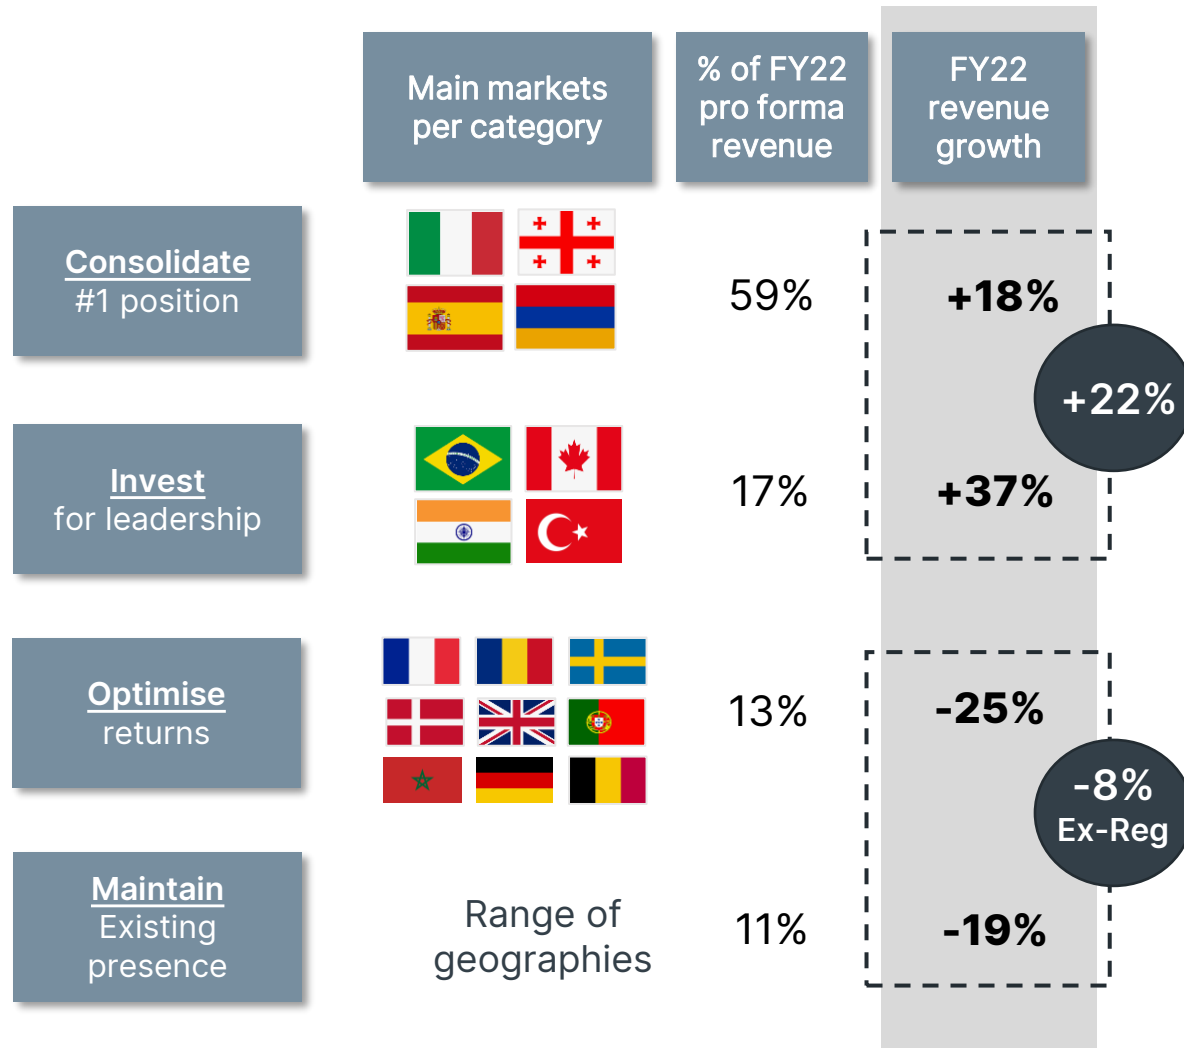 Main markets
per category
% of FY22
pro forma
revenue
FY22
revenue
growth
Consolidate
#1 position
59%
+18%
+22%
Invest
for leadership
17%
+37%
Optimise
returns
13%
-25%
-8%
Ex-Reg
Maintain
Existing
presence
Range of
geographies
11%
-19%